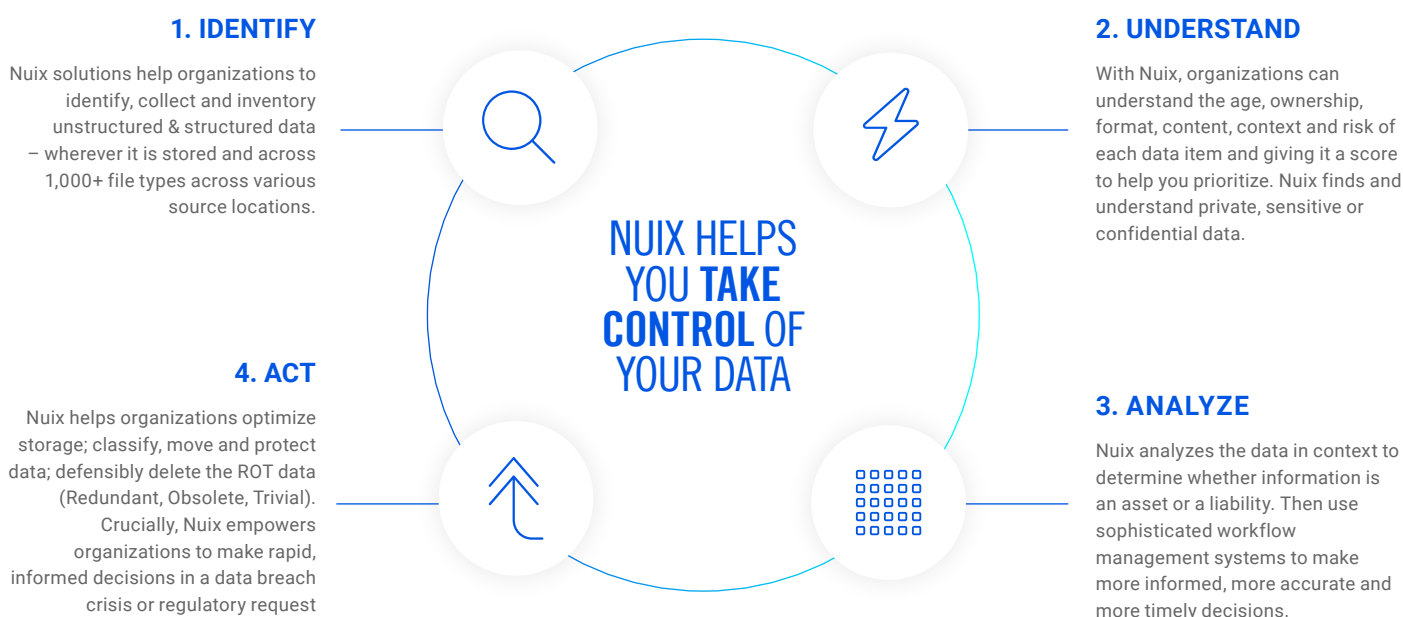 1. IDENTIFY
Nuix solutions help organizations to
identify, collect and inventory
unstructured & structured data
– wherever it is stored and across
1,000+ file types across various
source locations.
2. UNDERSTAND
With Nuix, organizations can
understand the age, ownership,
format, content, context and risk of
each data item and giving it a score
to help you prioritize. Nuix finds and
understand private, sensitive or
confidential data.
NUIX HELPS
YOU TAKE
CONTROL OF
YOUR DATA
3. ANALYZE
Nuix analyzes the data in context to
determine whether information is
an asset or a liability. Then use
sophisticated workflow
management systems to make
more informed, more accurate and
more timely decisions.
4. ACT
Nuix helps organizations optimize
storage; classify, move and protect
data; defensibly delete the ROT data
(Redundant, Obsolete, Trivial).
Crucially, Nuix empowers
organizations to make rapid,
informed decisions in a data breach
crisis or regulatory request